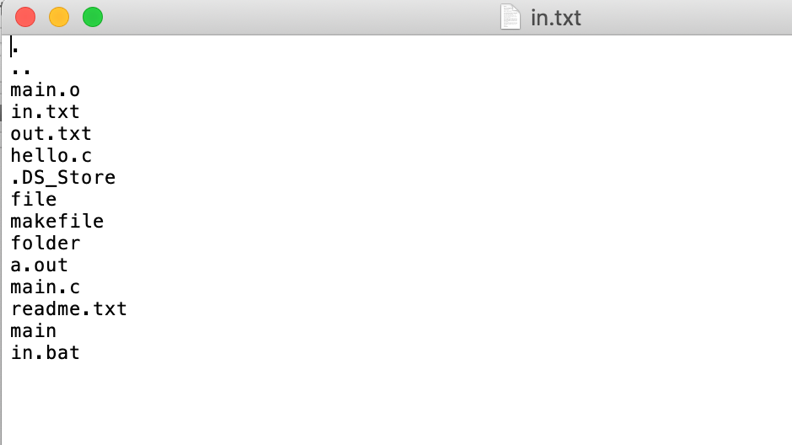 in.txt
.
..
main.o
in.txt
out.txt
hello.c
.DS_Store
file
makefile
folder
a.out
main.c
readme.txt
main
in.bat